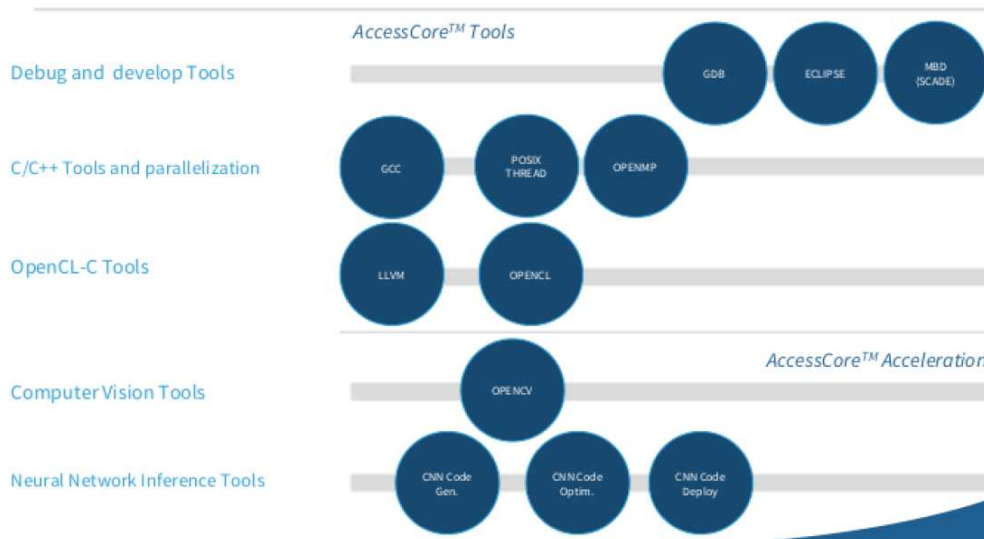 AccessCore™ Tools
Debug and develop Tools
GDB
ECLIPSE
MBD
(SCADE)
C/C++ Tools and parallelization
GCC
POSIX
THREAD
OPENMP
OpenCL-C Tools
LLVM
OPENCL
AccessCore™ Acceleration
Computer Vision Tools
OPENCV
Neural Network Inference Tools
CNN Code
Gen.
CNN Code
Optim.
CNN Code
Deploy